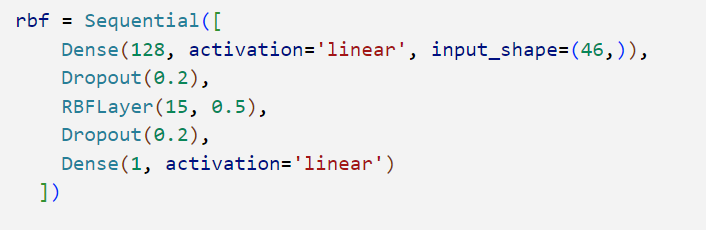 rbf = Sequential([
    Dense(128, activation='linear', input_shape=(46,)),
    Dropout(0.2),
    RBFLayer(15, 0.5),
    Dropout(0.2),
    Dense(1, activation='linear')
  ])